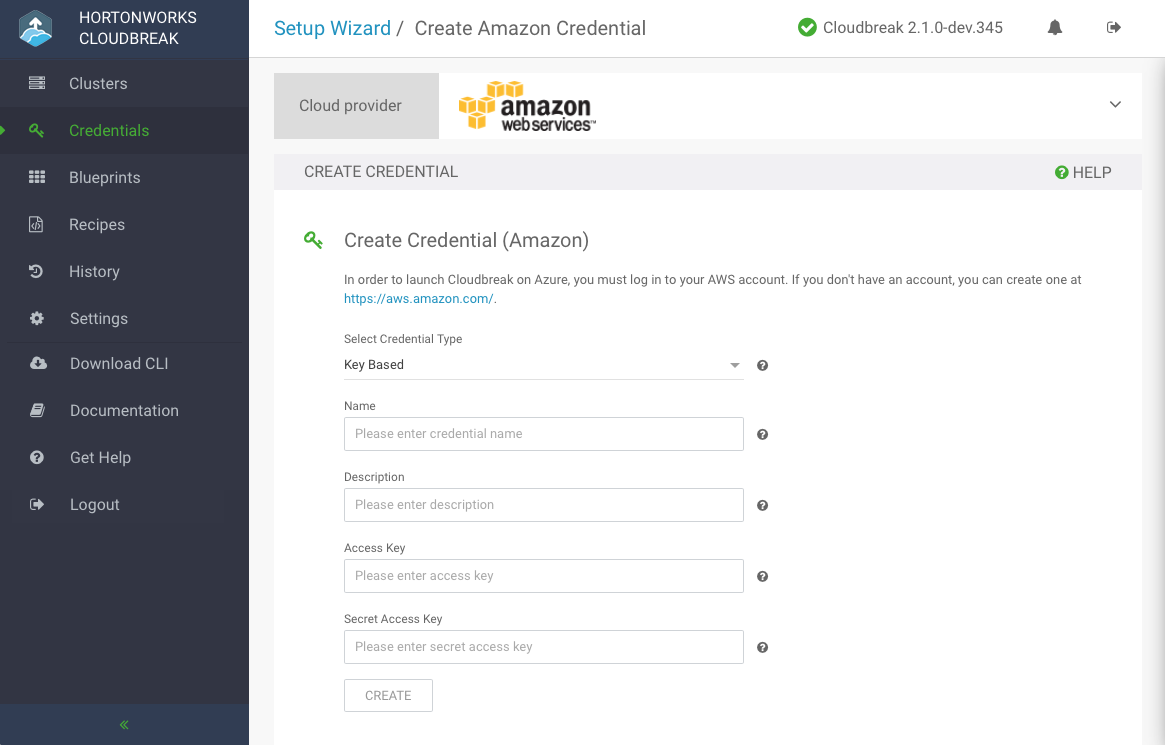 HORTONWORKS
CLOUDBREAK
Clusters
Credentials
Blueprints
Recipes
History
Settings
Download CLI
Documentation
Get Help
Logout
Setup Wizard / Create Amazon Credential
Cloudbreak 2.1.0-dev.345
Cloud provider
amazon
web services™
CREATE CREDENTIAL
HELP
Create Credential (Amazon)
In order to launch Cloudbreak on Azure, you must log in to your AWS account. If you don't have an account, you can create one at
https://aws.amazon.com/.
Select Credential Type
Key Based
Name
Please enter credential name
Description
Please enter description
Access Key
Please enter access key
Secret Access Key
Please enter secret access key
CREATE